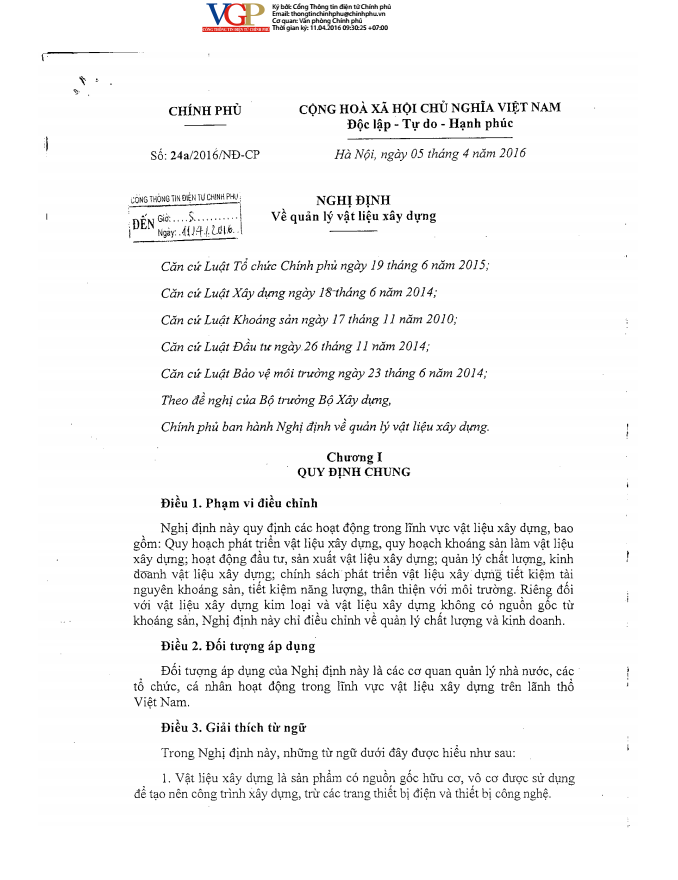 VGP
CỔNG THÔNG TIN ĐIỆN TỬ CHÍNH PHỦ
Ký bởi: Cổng Thông tin điện tử Chính phủ
Email: thongtinchinhphu@chinhphu.vn
Cơ quan: Văn phòng Chính phủ
Thời gian ký: 11.04.2016 09:30:25 +07:00
CHÍNH PHỦ
CỘNG HOÀ XÃ HỘI CHỦ NGHĨA VIỆT NAM
Độc lập - Tự do - Hạnh phúc
Số: 24a/2016/NĐ-CP
Hà Nội, ngày 05 tháng 4 năm 2016
CỔNG THÔNG TIN ĐIỆN TỬ CHÍNH PHỦ
ĐẾN Giờ: ....S..........
Ngày: .11/4/.2016..
NGHỊ ĐỊNH
Về quản lý vật liệu xây dựng
Căn cứ Luật Tổ chức Chính phủ ngày 19 tháng 6 năm 2015;
Căn cứ Luật Xây dựng ngày 18 tháng 6 năm 2014;
Căn cứ Luật Khoáng sản ngày 17 tháng 11 năm 2010;
Căn cứ Luật Đầu tư ngày 26 tháng 11 năm 2014;
Căn cứ Luật Bảo vệ môi trường ngày 23 tháng 6 năm 2014;
Theo đề nghị của Bộ trưởng Bộ Xây dựng,
Chính phủ ban hành Nghị định về quản lý vật liệu xây dựng.
Chương I
QUY ĐỊNH CHUNG
Điều 1. Phạm vi điều chỉnh
Nghị định này quy định các hoạt động trong lĩnh vực vật liệu xây dựng, bao
gồm: Quy hoạch phát triển vật liệu xây dựng, quy hoạch khoáng sản làm vật liệu
xây dựng; hoạt động đầu tư, sản xuất vật liệu xây dựng; quản lý chất lượng, kinh
doanh vật liệu xây dựng; chính sách phát triển vật liệu xây dựng tiết kiệm tài
nguyên khoáng sản, tiết kiệm năng lượng, thân thiện với môi trường. Riêng đối
với vật liệu xây dựng kim loại và vật liệu xây dựng không có nguồn gốc từ
khoáng sản, Nghị định này chỉ điều chỉnh về quản lý chất lượng và kinh doanh.
Điều 2. Đối tượng áp dụng
Đối tượng áp dụng của Nghị định này là các cơ quan quản lý nhà nước, các
tổ chức, cá nhân hoạt động trong lĩnh vực vật liệu xây dựng trên lãnh thổ
Việt Nam.
Điều 3. Giải thích từ ngữ
Trong Nghị định này, những từ ngữ dưới đây được hiểu như sau:
1. Vật liệu xây dựng là sản phẩm có nguồn gốc hữu cơ, vô cơ được sử dụng
để tạo nên công trình xây dựng, trừ các trang thiết bị điện và thiết bị công nghệ.